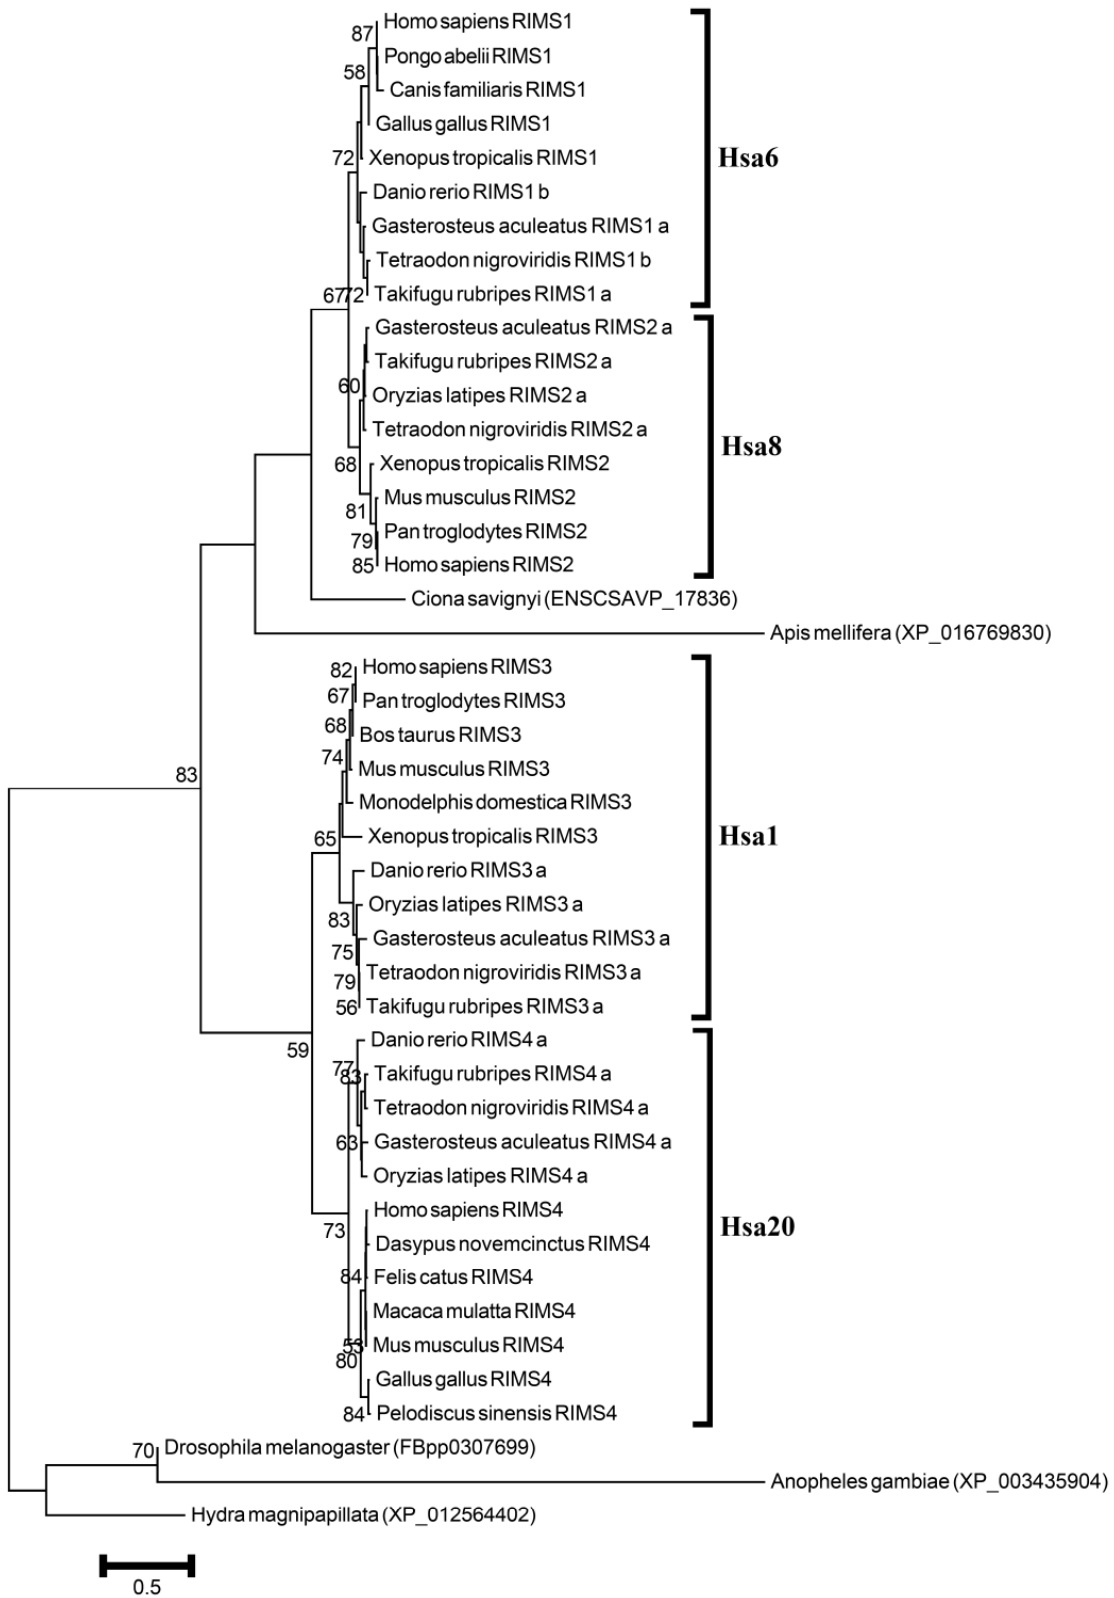 Homo sapiens RIMS1
87
Pongo abelii RIMS1
58
Canis familiaris RIMS1
Gallus gallus RIMS1
72
Xenopus tropicalis RIMS1
Hsa6
Danio rerio RIMS1 b
Gasterosteus aculeatus RIMS1 a
Tetraodon nigroviridis RIMS1 b
67
72
Takifugu rubripes RIMS1 a
Gasterosteus aculeatus RIMS2 a
Takifugu rubripes RIMS2 a
60
Oryzias latipes RIMS2 a
Tetraodon nigroviridis RIMS2 a
Hsa8
68
Xenopus tropicalis RIMS2
Mus musculus RIMS2
81
Pan troglodytes RIMS2
79
85
Homo sapiens RIMS2
Ciona savignyi (ENSCSAVP_17836)
Apis mellifera (XP_016769830)
82
Homo sapiens RIMS3
67
Pan troglodytes RIMS3
68
Bos taurus RIMS3
74
Mus musculus RIMS3
83
Monodelphis domestica RIMS3
65
Xenopus tropicalis RIMS3
Hsa1
Danio rerio RIMS3 a
Oryzias latipes RIMS3 a
83
Gasterosteus aculeatus RIMS3 a
75
Tetraodon nigroviridis RIMS3 a
79
56
Takifugu rubripes RIMS3 a
59
Danio rerio RIMS4 a
77
83
Takifugu rubripes RIMS4 a
Tetraodon nigroviridis RIMS4 a
63
Gasterosteus aculeatus RIMS4 a
Oryzias latipes RIMS4 a
Homo sapiens RIMS4
73
Hsa20
Dasypus novemcinctus RIMS4
84
Felis catus RIMS4
Macaca mulatta RIMS4
53
Mus musculus RIMS4
80
Gallus gallus RIMS4
84
Pelodiscus sinensis RIMS4
70
Drosophila melanogaster (FBpp0307699)
Anopheles gambiae (XP_003435904)
Hydra magnipapillata (XP_012564402)
0.5